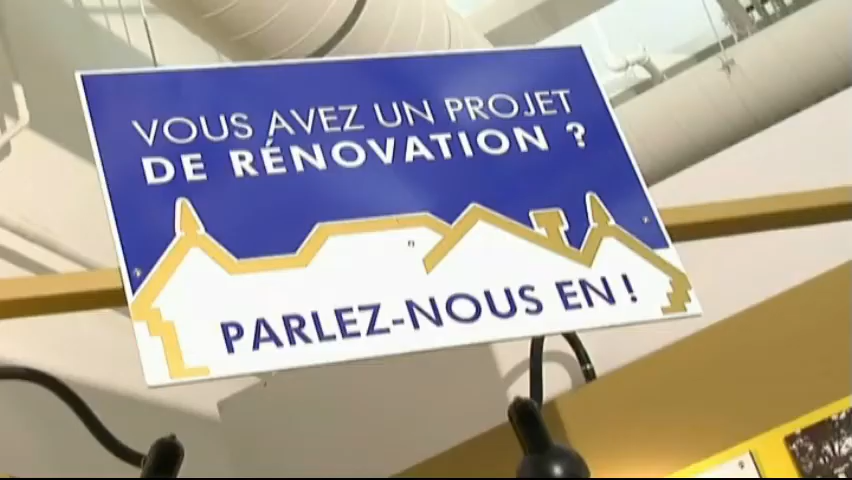 VOUS AVEZ UN PROJET
DE RÉNOVATION ?
PARLEZ-NOUS EN !